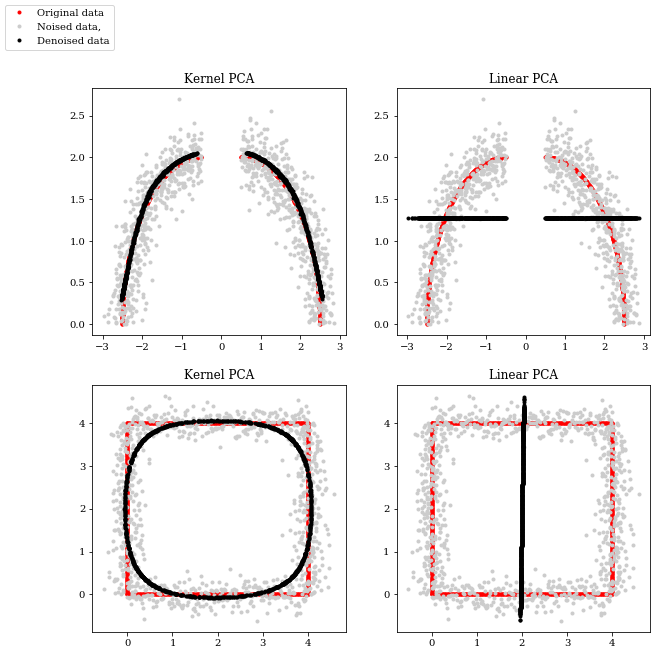 Original data
Noised data,
Denoised data
Kernel PCA
Linear PCA
2.5
2.0
1.5
1.0
0.5
0.0
−3 −2 −1 0 1 2 3
2.5
2.0
1.5
1.0
0.5
0.0
−3 −2 −1 0 1 2 3
Kernel PCA
Linear PCA
4
3
2
1
0
0 1 2 3 4
4
3
2
1
0
0 1 2 3 4